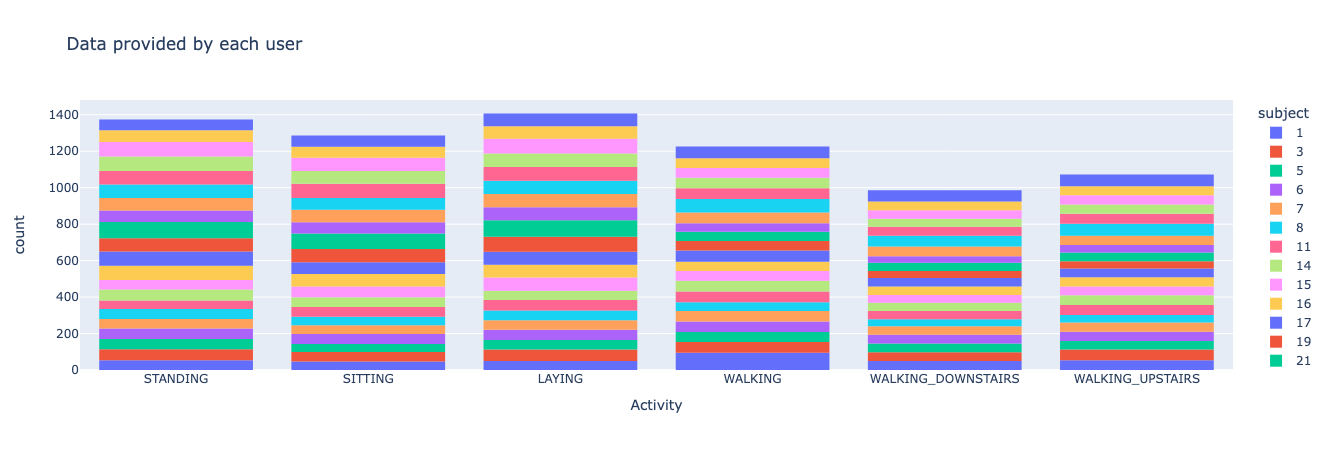 Data provided by each user
1400
1200
1000
800
600
400
200
0
count
STANDING
SITTING
LAYING
WALKING
WALKING_DOWNSTAIRS
WALKING_UPSTAIRS
Activity
subject
1
3
5
6
7
8
11
14
15
16
17
19
21